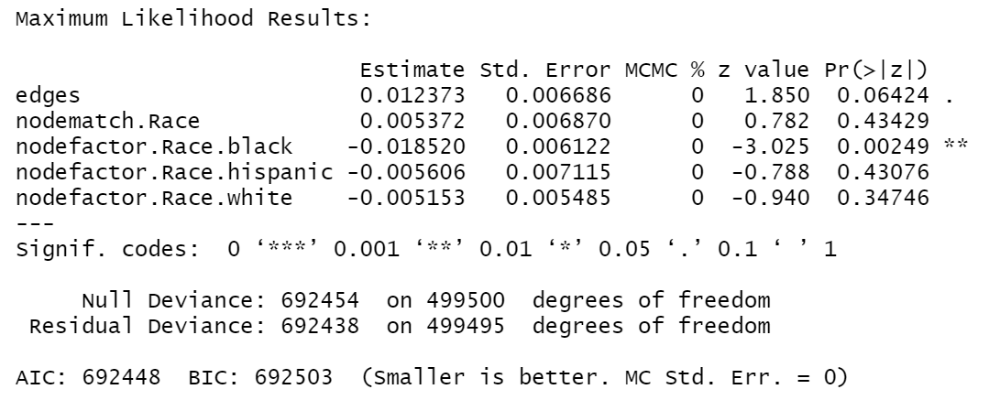 Maximum Likelihood Results:
Estimate Std. Error MCMC % z value Pr(>|z|)
edges 0.012373 0.006686 0 1.850 0.06424 .
nodematch.Race 0.005372 0.006870 0 0.782 0.43429
nodefactor.Race.black -0.018520 0.006122 0 -3.025 0.00249 **
nodefactor.Race.hispanic -0.005606 0.007115 0 -0.788 0.43076
nodefactor.Race.white -0.005153 0.005485 0 -0.940 0.34746
---
Signif. codes: 0 ‘***’ 0.001 ‘**’ 0.01 ‘*’ 0.05 ‘.’ 0.1 ‘ ’ 1
Null Deviance: 692454 on 499500 degrees of freedom
Residual Deviance: 692438 on 499495 degrees of freedom
AIC: 692448 BIC: 692503 (Smaller is better. MC Std. Err. = 0)